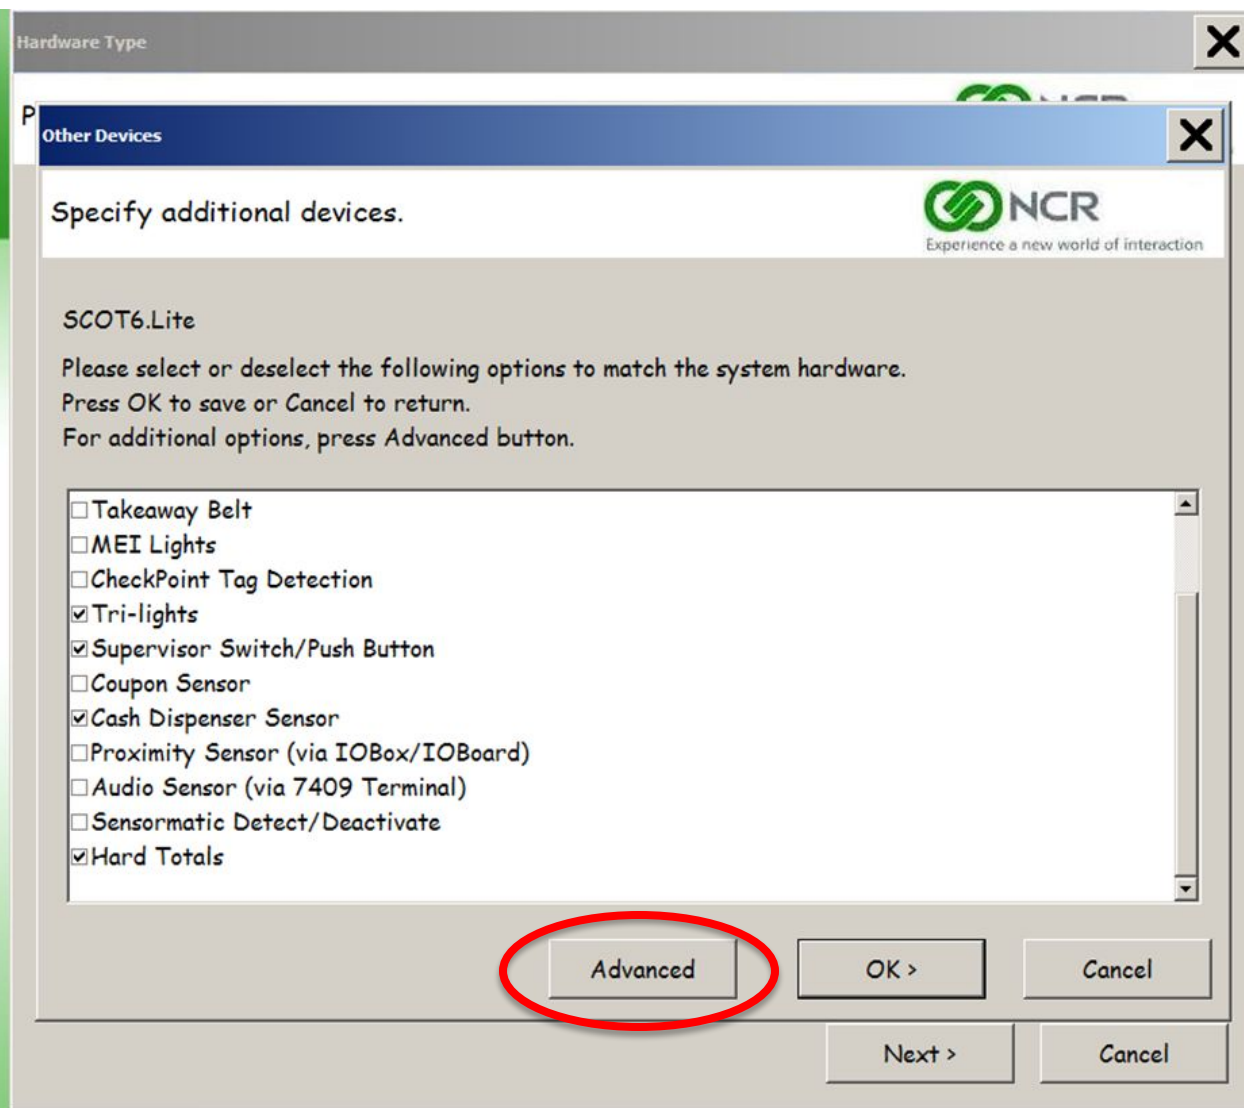 Hardware Type
P
Other Devices
Specify additional devices.
NCR
Experience a new world of interaction
SCOT6.Lite
Please select or deselect the following options to match the system hardware.
Press OK to save or Cancel to return.
For additional options, press Advanced button.
Takeaway Belt
MEI Lights
CheckPoint Tag Detection
Tri-lights
Supervisor Switch/Push Button
Coupon Sensor
Cash Dispenser Sensor
Proximity Sensor (via IOBox/IOBoard)
Audio Sensor (via 7409 Terminal)
Sensormatic Detect/Deactivate
Hard Totals
Advanced
OK >
Cancel
Next >
Cancel